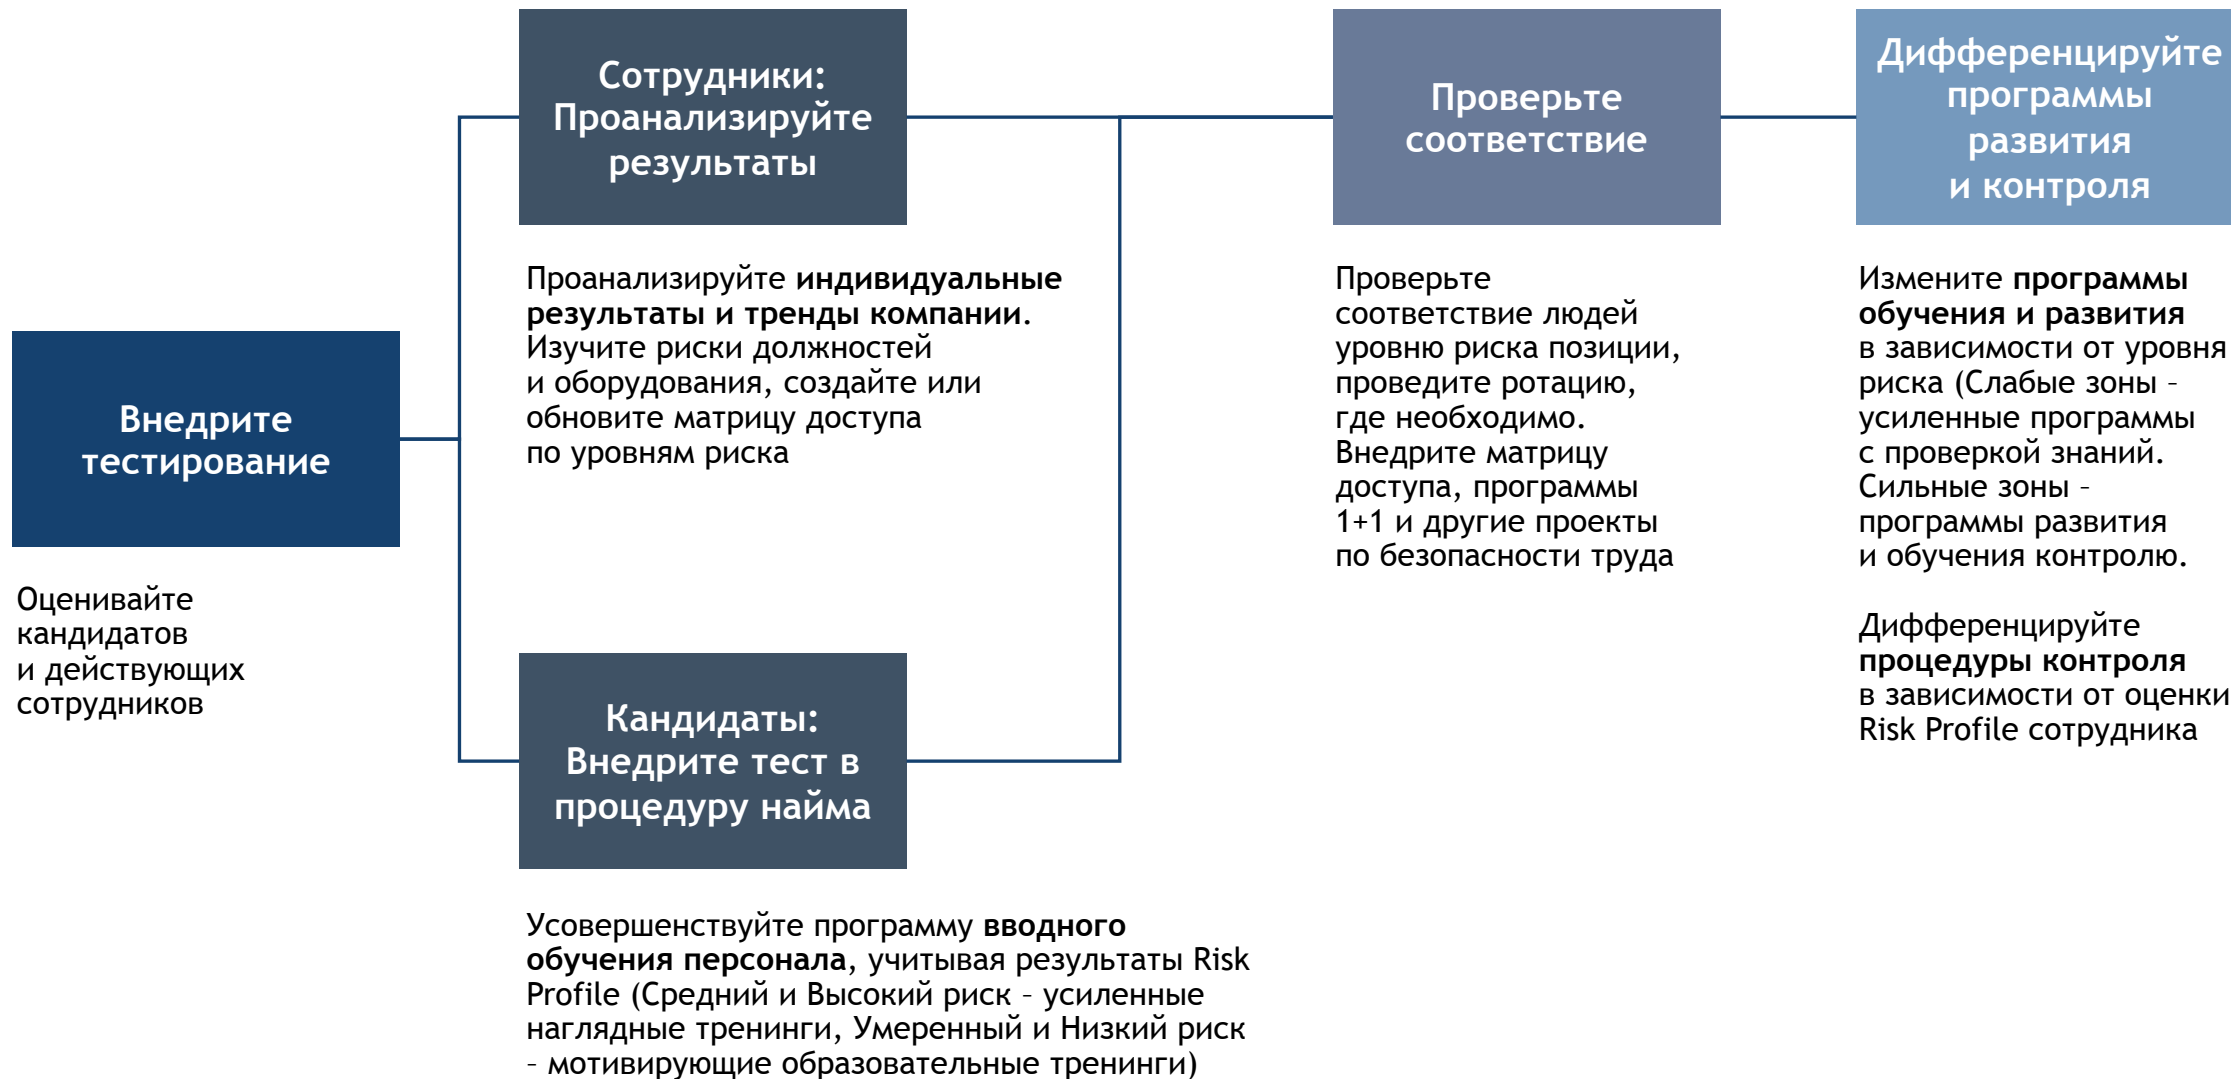 Внедрите
тестирование
Оценивайте
кандидатов
и действующих
сотрудников
Сотрудники:
Проанализируйте
результаты
Проанализируйте индивидуальные
результаты и тренды компании.
Изучите риски должностей
и оборудования, создайте или
обновите матрицу доступа
по уровням риска
Кандидаты:
Внедрите тест в
процедуру найма
Усовершенствуйте программу вводного
обучения персонала, учитывая результаты Risk
Profile (Средний и Высокий риск – усиленные
наглядные тренинги, Умеренный и Низкий риск
– мотивирующие образовательные тренинги)
Проверьте
соответствие
Проверьте
соответствие людей
уровню риска позиции,
проведите ротацию,
где необходимо.
Внедрите матрицу
доступа, программы
1+1 и другие проекты
по безопасности труда
Дифференцируйте
программы
развития
и контроля
Измените программы
обучения и развития
в зависимости от уровня
риска (Слабые зоны –
усиленные программы
с проверкой знаний.
Сильные зоны –
программы развития
и обучения контролю.
Дифференцируйте
процедуры контроля
в зависимости от оценки
Risk Profile сотрудника